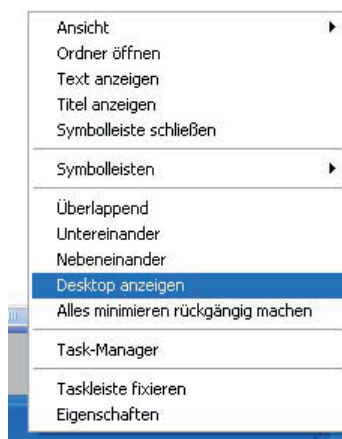 Ansicht
Ordner öffnen
Text anzeigen
Titel anzeigen
Symbolleiste schließen
Symbolleisten
Überlappend
Untereinander
Nebeneinander
Desktop anzeigen
Alles minimieren rückgängig machen
Task-Manager
Taskleiste fixieren
Eigenschaften